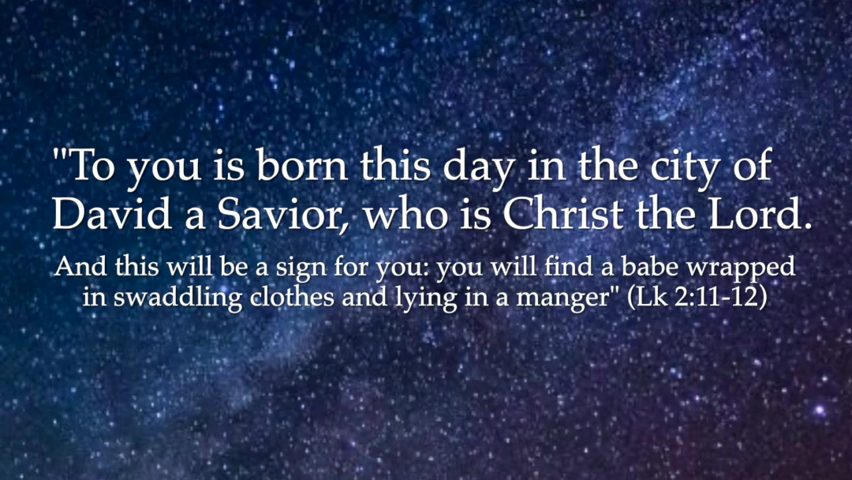 "To you is born this day in the city of
David a Savior, who is Christ the Lord.
And this will be a sign for you: you will find a babe wrapped
in swaddling clothes and lying in a manger" (Lk 2:11-12)